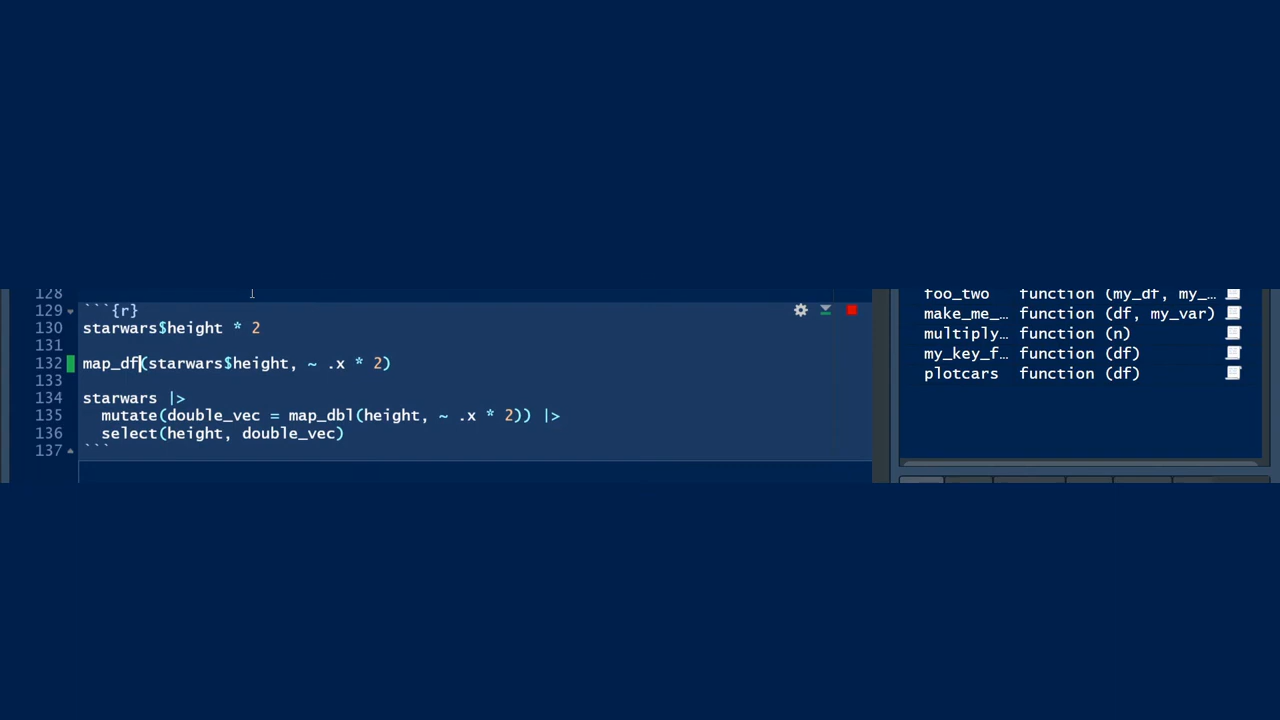 128
129 ```{r}
130 starwars$height * 2
131
132 map_df(starwars$height, ~ .x * 2)
133
134 starwars |>
135   mutate(double_vec = map_dbl(height, ~ .x * 2)) |>
136   select(height, double_vec)
137 ```
foo_two function (my_df, my_…
make_me_… function (df, my_var)
multiply… function (n)
my_key_f… function (df)
plotcars function (df)